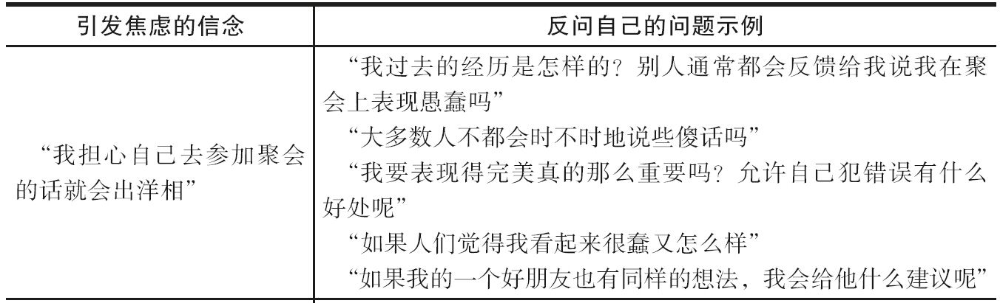 引发焦虑的信念
反问自己的问题示例
“我担心自己去参加聚会
的话就会出洋相”
“我过去的经历是怎样的？别人通常都会反馈给我说我在聚
会上表现愚蠢吗”
“大多数人不都会时不时地说些傻话吗”
“我要表现得完美真的那么重要吗？允许自己犯错误有什么
好处呢”
“如果人们觉得我看起来很蠢又怎么样”
“如果我的一个好朋友也有同样的想法，我会给他什么建议呢”